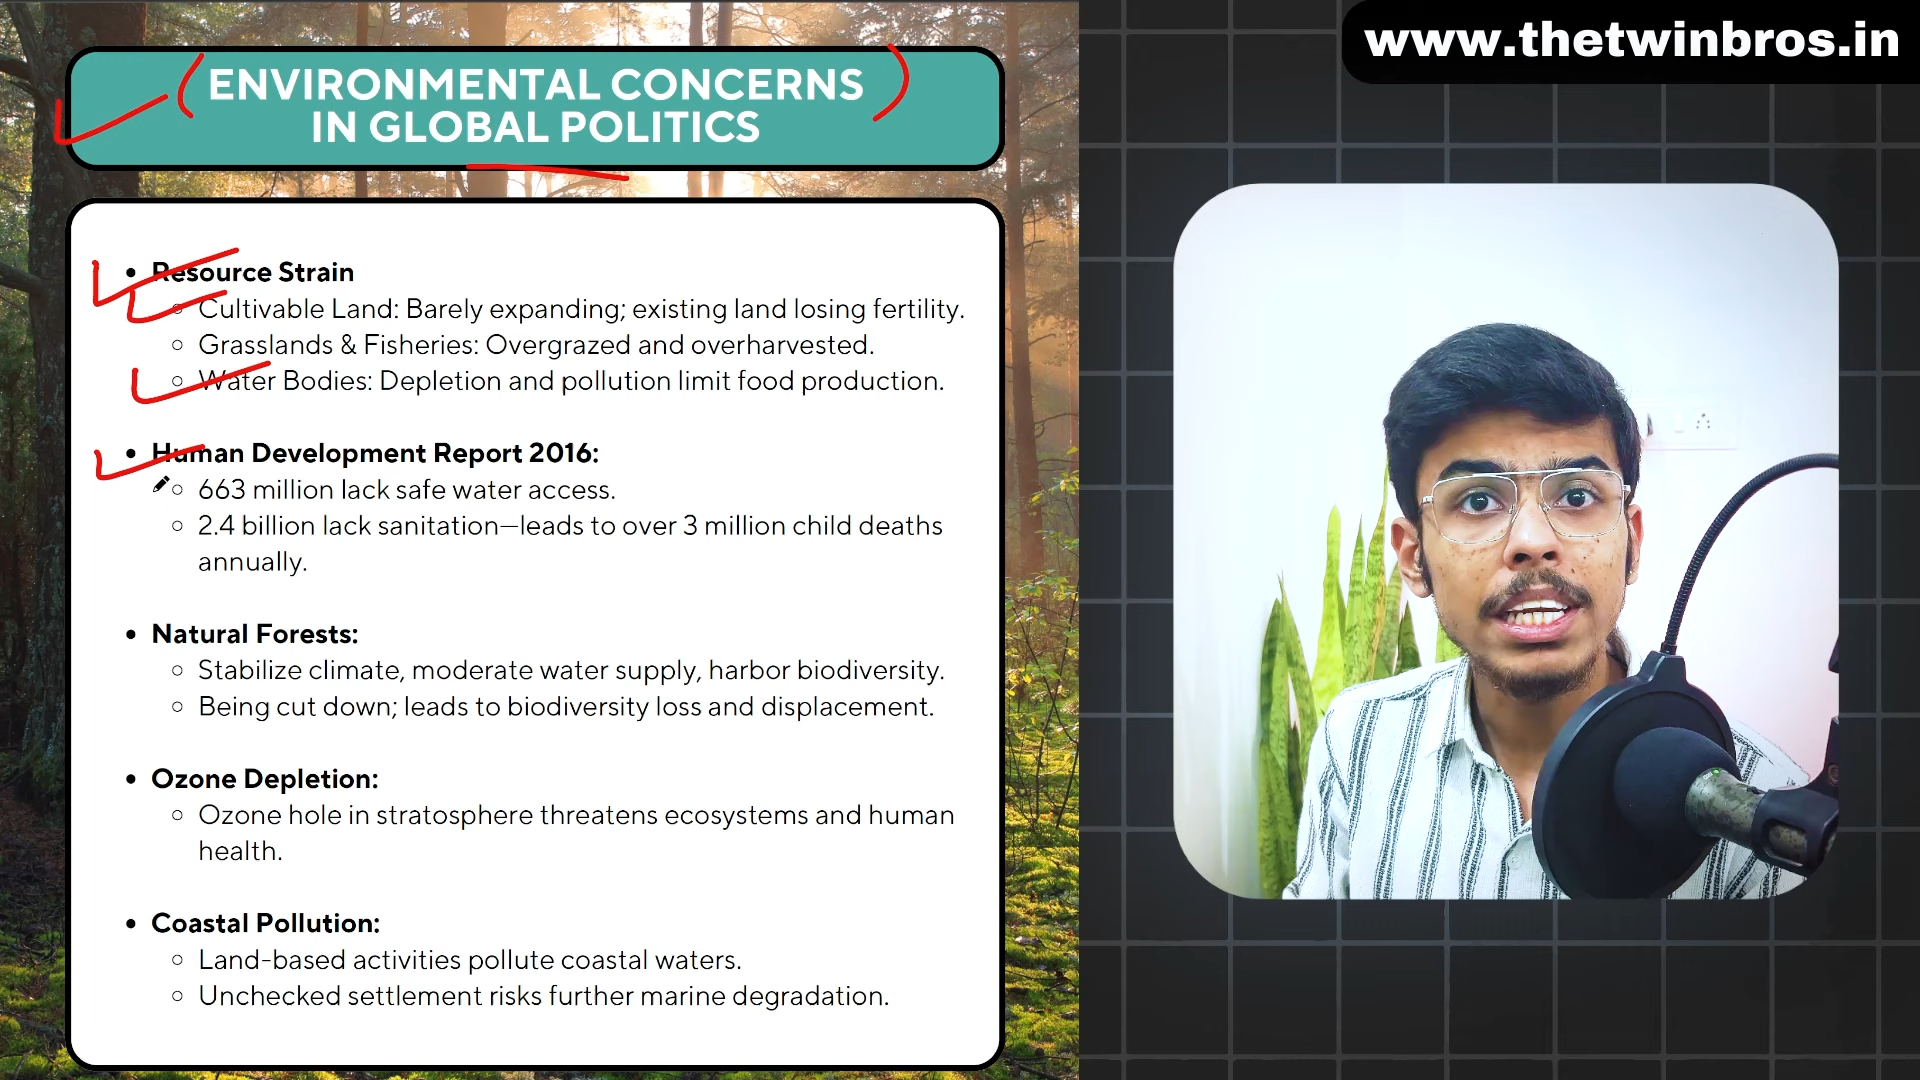 www.thetwinbros.in
ENVIRONMENTAL CONCERNS
IN GLOBAL POLITICS
• Resource Strain
○ Cultivable Land: Barely expanding; existing land losing fertility.
○ Grasslands & Fisheries: Overgrazed and overharvested.
○ Water Bodies: Depletion and pollution limit food production.
• Human Development Report 2016:
○ 663 million lack safe water access.
○ 2.4 billion lack sanitation—leads to over 3 million child deaths
annually.
• Natural Forests:
○ Stabilize climate, moderate water supply, harbor biodiversity.
○ Being cut down; leads to biodiversity loss and displacement.
• Ozone Depletion:
○ Ozone hole in stratosphere threatens ecosystems and human
health.
• Coastal Pollution:
○ Land-based activities pollute coastal waters.
○ Unchecked settlement risks further marine degradation.